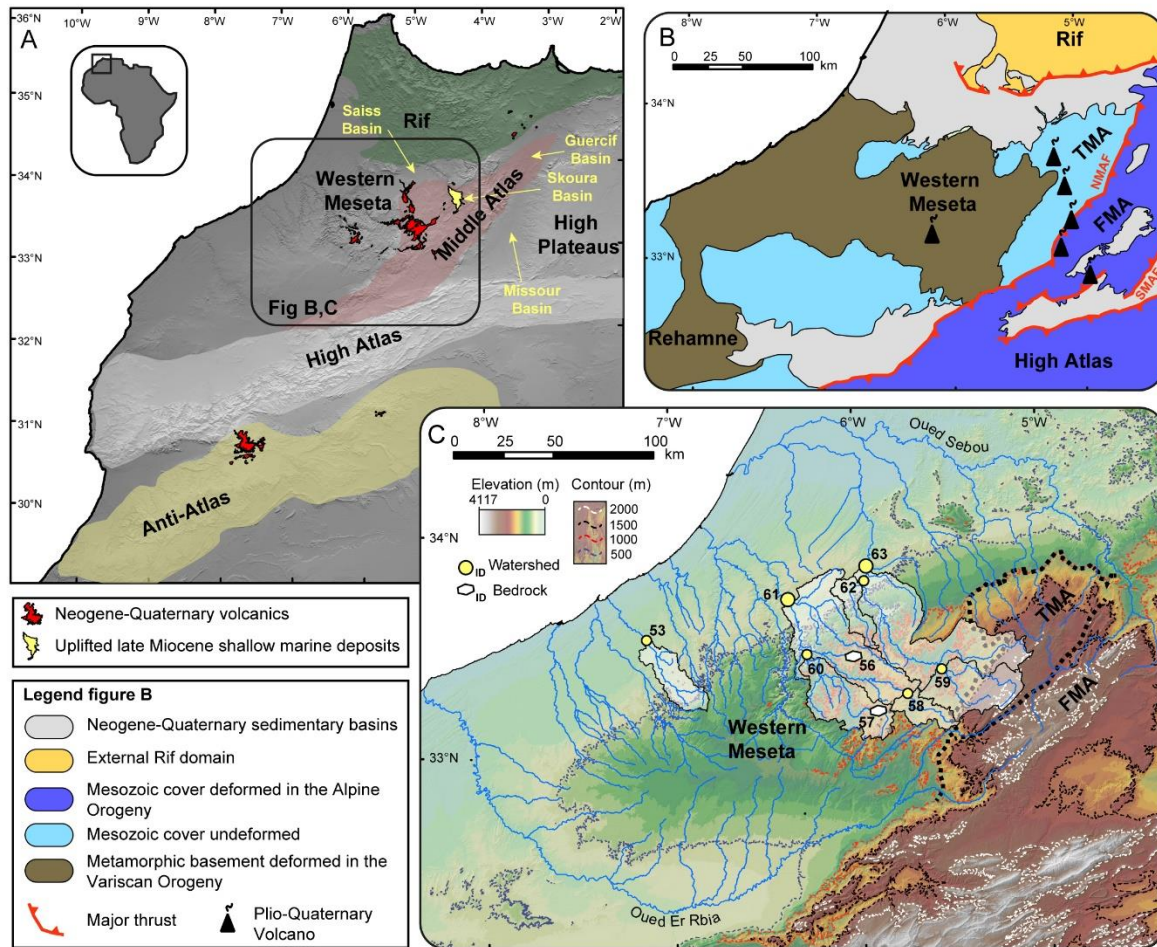 A
10°W
9°W
8°W
7°W
6°W
5°W
4°W
3°W
2°W
36°N
35°N
34°N
33°N
32°N
31°N
30°N
Saiss
Basin
Rif
Guercif
Basin
Skoura
Basin
Western
Meseta
Middle Atlas
High
Plateaus
Missour
Basin
Fig B,C
High Atlas
Anti-Atlas
Neogene-Quaternary volcanics
Uplifted late Miocene shallow marine deposits
Legend figure B
Neogene-Quaternary sedimentary basins
External Rif domain
Mesozoic cover deformed in the Alpine
Orogeny
Mesozoic cover undeformed
Metamorphic basement deformed in the
Variscan Orogeny
Major thrust
Plio-Quaternary
Volcano
8°W
7°W
6°W
5°W
B
0 25 50 100
km
34°N
33°N
Rif
TMA
Western
Meseta
NMAF
FMA
SMAF
Rehamne
High Atlas
8°W
7°W
6°W
5°W
C
0 25 50 100
km
Oued Sebou
Elevation (m)
4117 0
Contour (m)
2000
1500
1000
500
ID Watershed
ID Bedrock
34°N
33°N
63
61
62
53
TMA
60
56
59
58
57
FMA
Western
Meseta
Oued Er Rbia